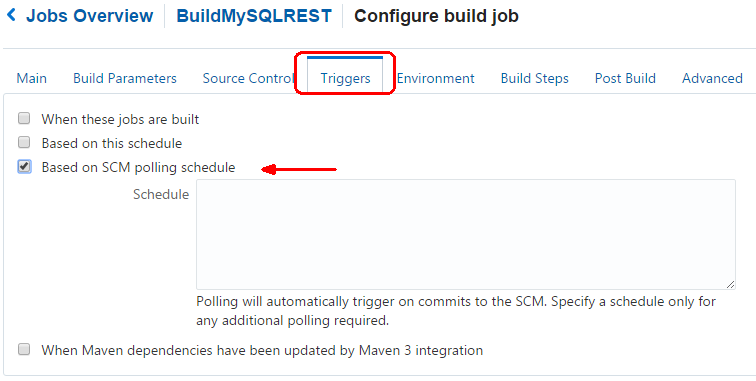 Jobs Overview BuildMySQLREST Configure build job
Main Build Parameters Source Control Triggers Environment Build Steps Post Build Advanced
When these jobs are built
Based on this schedule
Based on SCM polling schedule
Schedule
Polling will automatically trigger on commits to the SCM. Specify a schedule only for
any additional polling required.
When Maven dependencies have been updated by Maven 3 integration